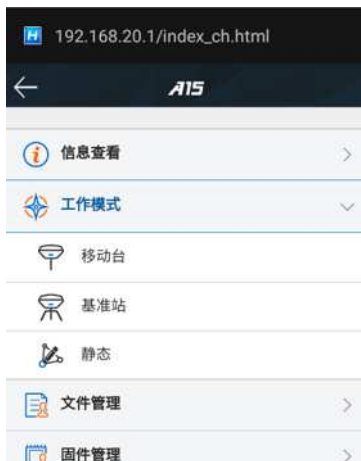 192.168.20.1/index_ch.html
A15
信息查看
工作模式
移动台
基准站
静态
文件管理
固件管理